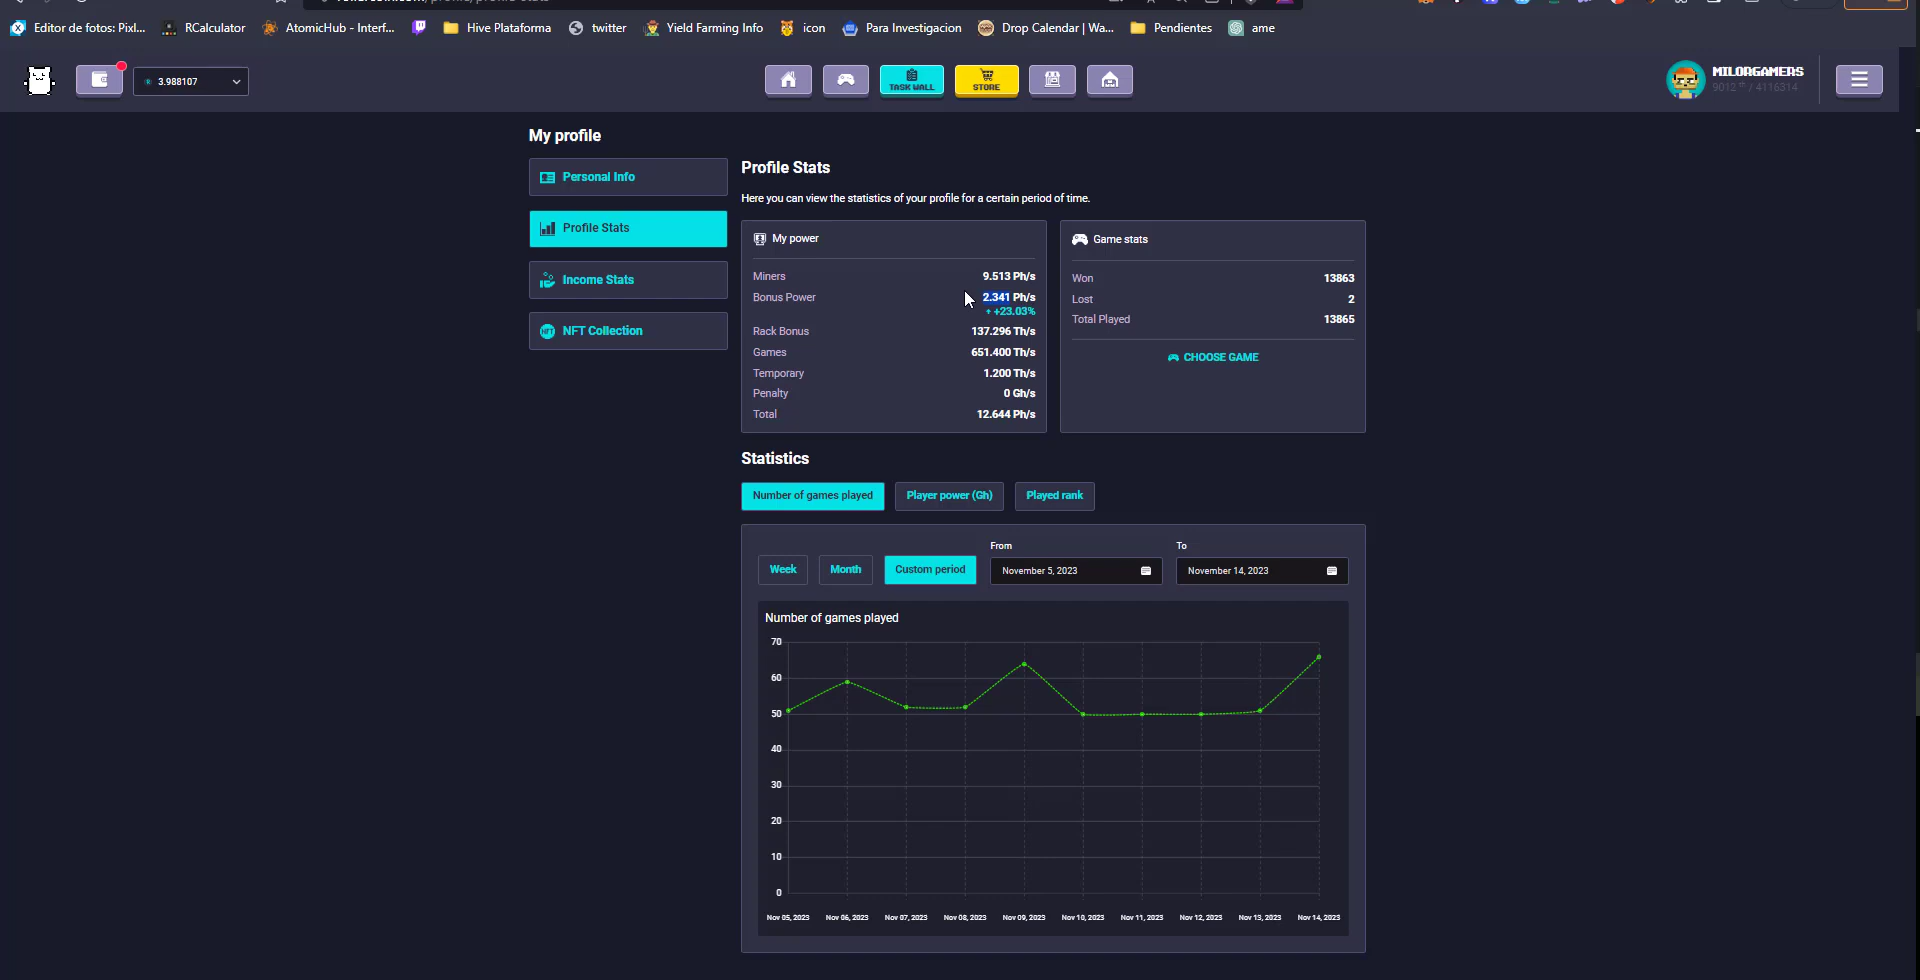 Editor de fotos: Pixl... RCalculator AtomicHub - Interf... Hive Plataforma twitter Yield Farming Info icon Para Investigacion Drop Calendar | Wa... Pendientes ame
3.988107
TASK WALL
STORE
MILORGAMERS
9012 / 4116314
My profile
Personal Info
Profile Stats
Income Stats
NFT Collection
Profile Stats
Here you can view the statistics of your profile for a certain period of time.
My power
Miners 9.513 Ph/s
Bonus Power 2.341 Ph/s
+23.03%
Rack Bonus 137.296 Th/s
Games 651.400 Th/s
Temporary 1.200 Th/s
Penalty 0 Gh/s
Total 12.644 Ph/s
Game stats
Won 13863
Lost 2
Total Played 13865
CHOOSE GAME
Statistics
Number of games played Player power (Gh) Played rank
From To
Week Month Custom period November 5, 2023 November 14, 2023
Number of games played
70
60
50
40
30
20
10
0
Nov 05, 2023 Nov 06, 2023 Nov 07, 2023 Nov 08, 2023 Nov 09, 2023 Nov 10, 2023 Nov 11, 2023 Nov 12, 2023 Nov 13, 2023 Nov 14, 2023